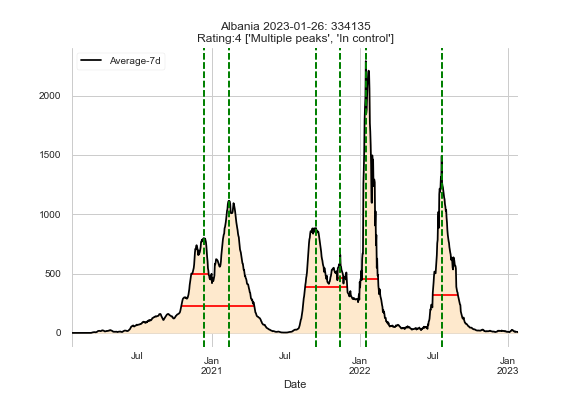 Albania 2023-01-26: 334135
Rating:4 ['Multiple peaks', 'In control']
Average-7d
2000
1500
1000
500
0
Jul
Jan
2021
Jul
Jan
2022
Jul
Jan
2023
Date